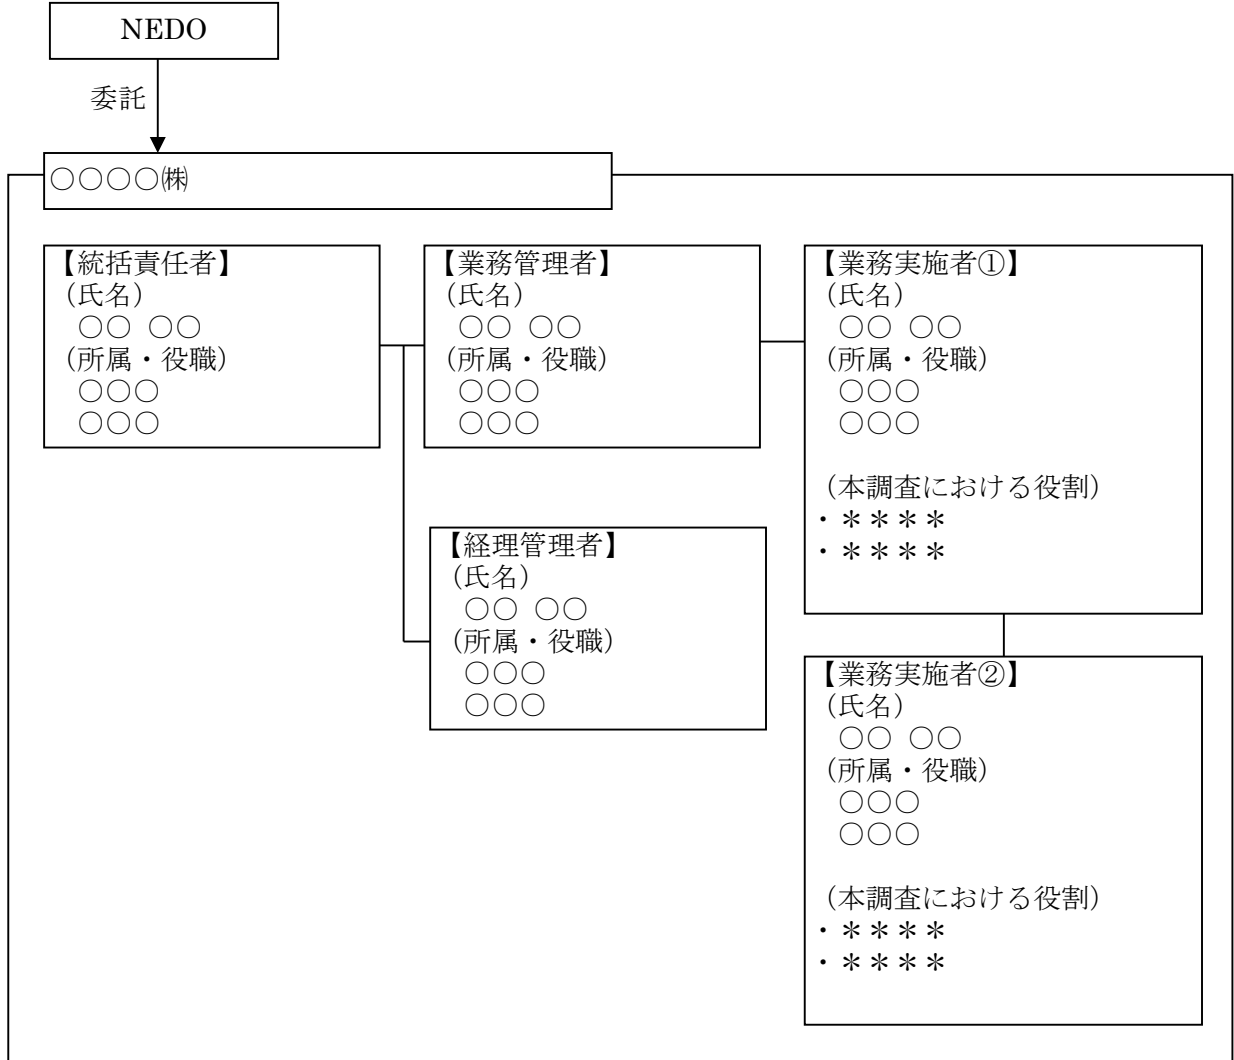 NEDO
委託
○○○○㈱
【統括責任者】
(氏名)
○○ ○○
(所属・役職)
○○○
○○○
【業務管理者】
(氏名)
○○ ○○
(所属・役職)
○○○
○○○
【経理管理者】
(氏名)
○○ ○○
(所属・役職)
○○○
○○○
【業務実施者①】
(氏名)
○○ ○○
(所属・役職)
○○○
○○○
(本調査における役割)
・＊＊＊＊
・＊＊＊＊
【業務実施者②】
(氏名)
○○ ○○
(所属・役職)
○○○
○○○
(本調査における役割)
・＊＊＊＊
・＊＊＊＊